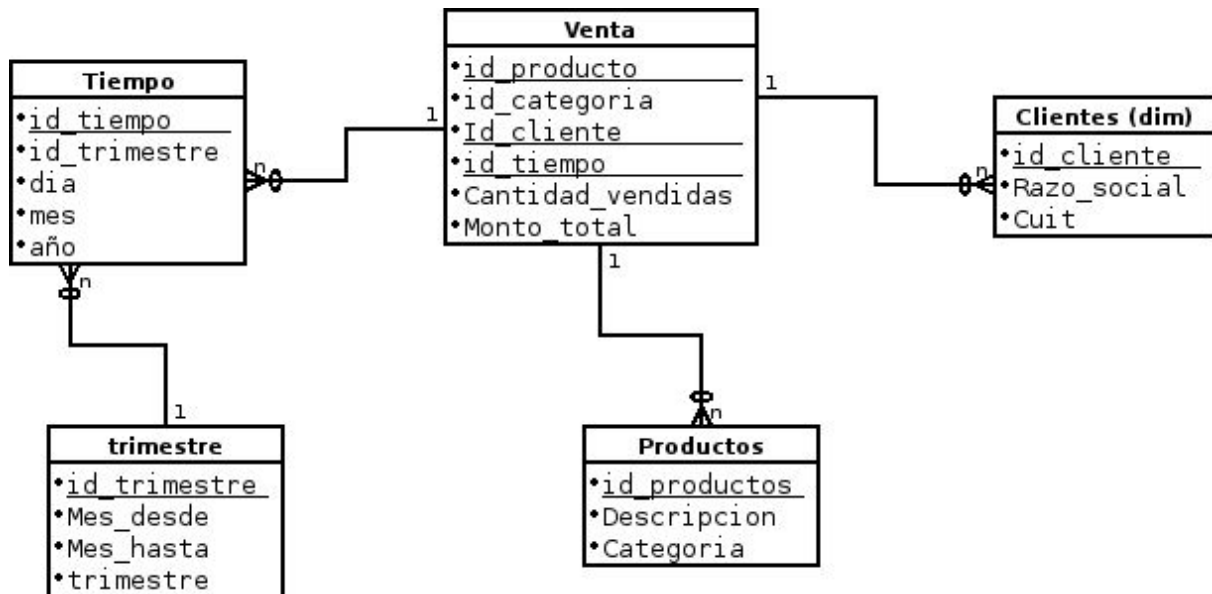 Venta
id_producto
id_categoria
Id_cliente
id_tiempo
Cantidad_vendidas
Monto_total
1
1
1
Tiempo
id_tiempo
id_trimestre
dia
mes
año
n
n
Clientes (dim)
id_cliente
Razo_social
Cuit
n
trimestre
id_trimestre
Mes_desde
Mes_hasta
trimestre
1
Productos
id_productos
Descripcion
Categoria
n